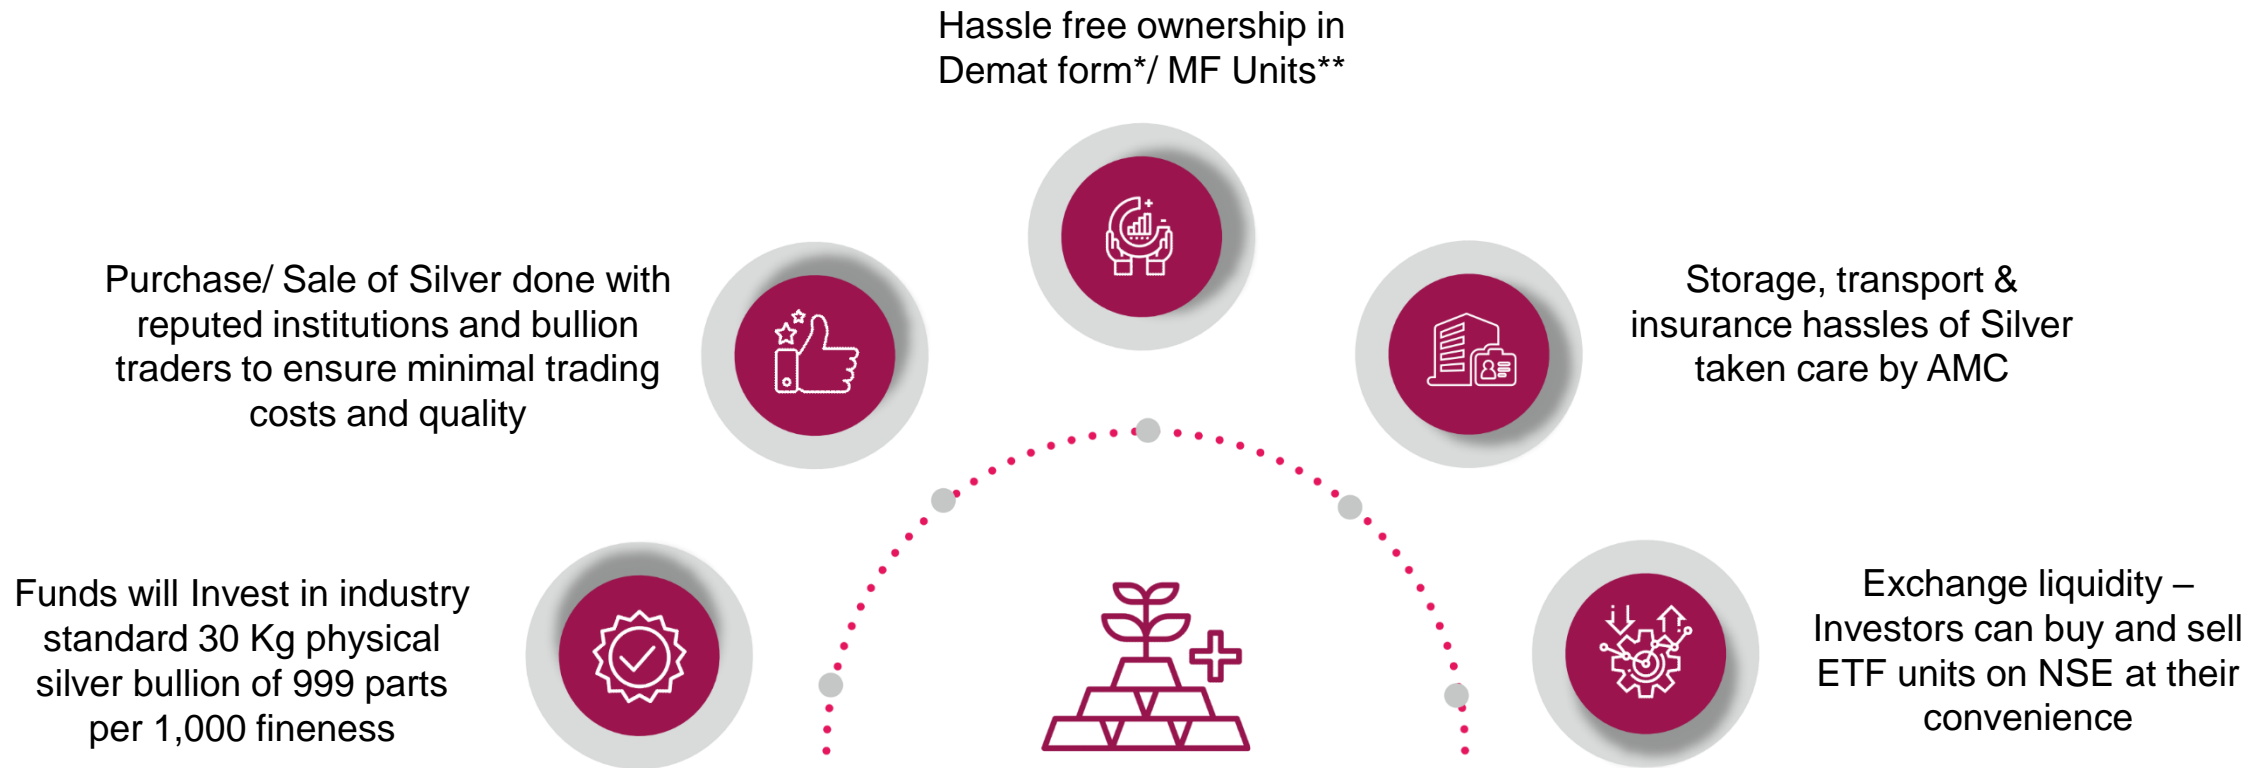 Hassle free ownership in
Demat form*/ MF Units**
Purchase/ Sale of Silver done with
reputed institutions and bullion
traders to ensure minimal trading
costs and quality
Storage, transport &
insurance hassles of Silver
taken care by AMC
Funds will Invest in industry
standard 30 Kg physical
silver bullion of 999 parts
per 1,000 fineness
Exchange liquidity –
Investors can buy and sell
ETF units on NSE at their
convenience